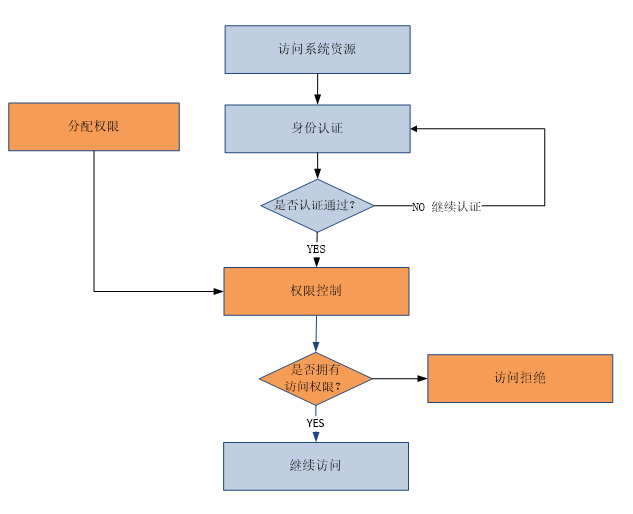 访问系统资源
分配权限
身份认证
是否认证通过？
NO 继续认证
YES
权限控制
是否拥有
访问权限？
访问拒绝
YES
继续访问